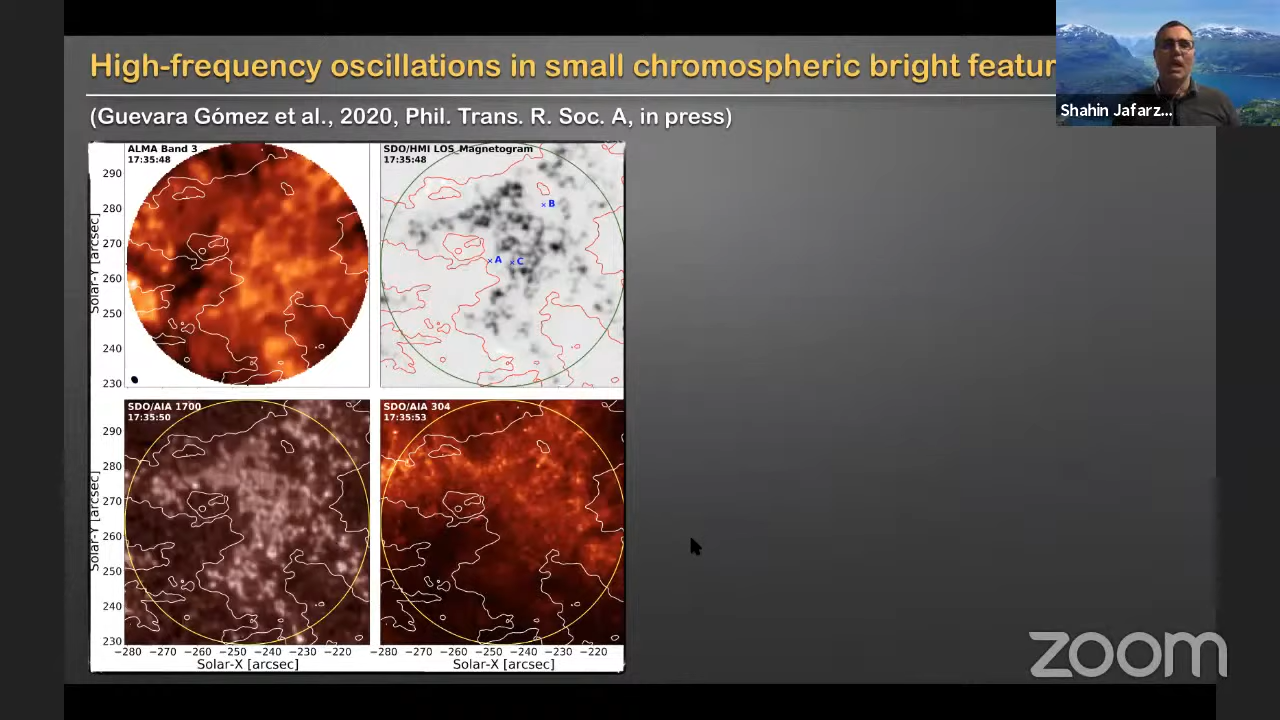 High-frequency oscillations in small chromospheric bright featur
(Guevara Gómez et al., 2020, Phil. Trans. R. Soc. A, in press)
Shahin Jafarz...
ALMA Band 3
17:35:48
SDO/HMI LOS_Magnetogram
17:35:48
290
280
270
260
250
240
230
Solar-Y [arcsec]
B
A
C
SDO/AIA 1700
17:35:50
SDO/AIA 304
17:35:53
290
280
270
260
250
240
230
Solar-Y [arcsec]
−280 −270 −260 −250 −240 −230 −220
−280 −270 −260 −250 −240 −230 −220
Solar-X [arcsec]
Solar-X [arcsec]
zoom